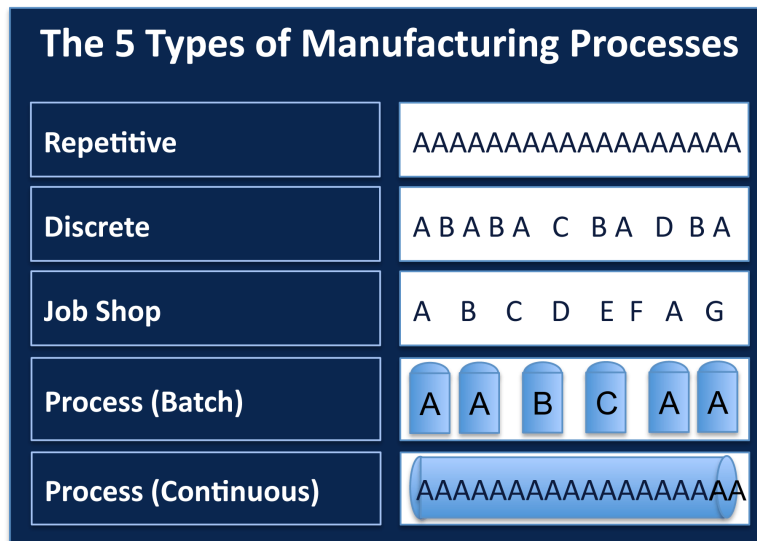 The 5 Types of Manufacturing Processes
Repetitive
AAAAAAAAAAAAAAAAAA
Discrete
A B A B A C B A D B A
Job Shop
A B C D E F A G
Process (Batch)
A A B C A A
Process (Continuous)
AAAAAAAAAAAAAAAAAA